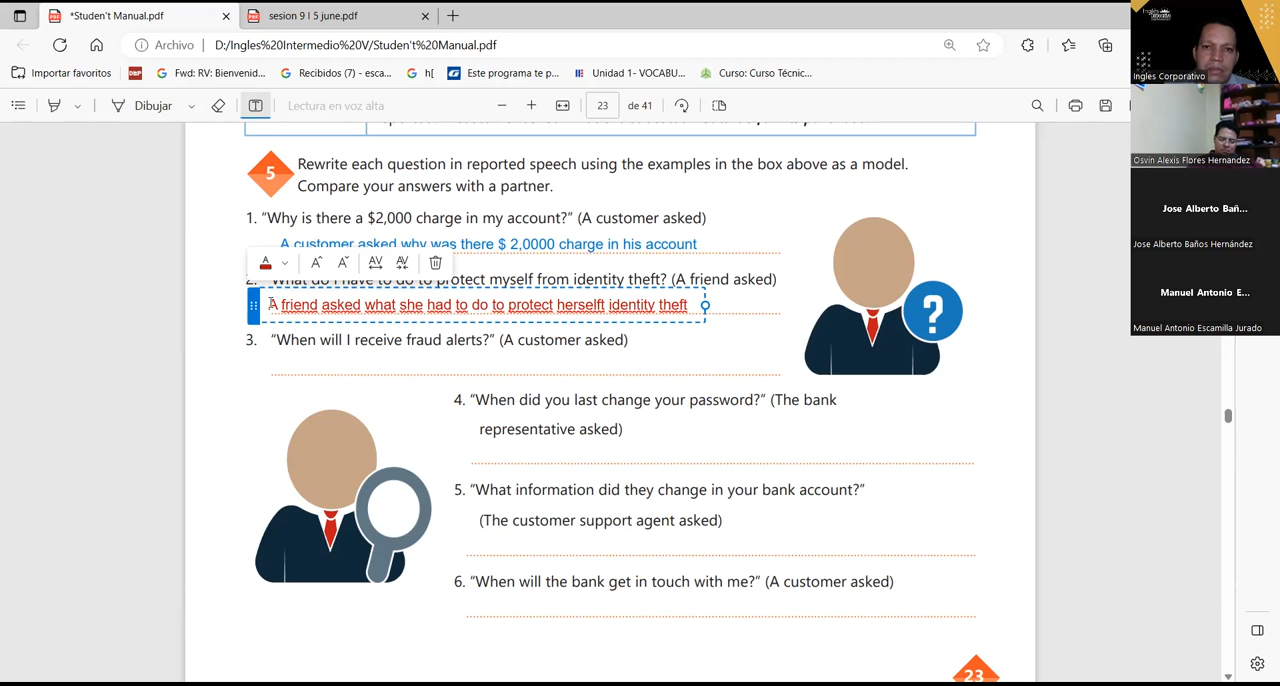 *Studen't Manual.pdf
sesion 9 l 5 june.pdf
Archivo
D:/Ingles%20Intermedio%20V/Studen't%20Manual.pdf
Importar favoritos
Fwd: RV: Bienvenid...
Recibidos (7) - esca...
h[
Este programa te p...
Unidad 1- VOCABU...
Curso: Curso Técnic...
Dibujar
Lectura en voz alta
23
de 41
5
Rewrite each question in reported speech using the examples in the box above as a model.
Compare your answers with a partner.
1. “Why is there a $2,000 charge in my account?” (A customer asked)
A customer asked why was there $ 2,0000 charge in his account
2. “What do I have to do to protect myself from identity theft? (A friend asked)
A friend asked what she had to do to protect herselft identity theft
3. “When will I receive fraud alerts?” (A customer asked)
4. “When did you last change your password?” (The bank
representative asked)
5. “What information did they change in your bank account?”
(The customer support agent asked)
6. “When will the bank get in touch with me?” (A customer asked)
23
Ingles Corporativo
Osvin Alexis Flores Hernandez
Jose Alberto Bañ...
Jose Alberto Baños Hernández
Manuel Antonio E...
Manuel Antonio Escamilla Jurado